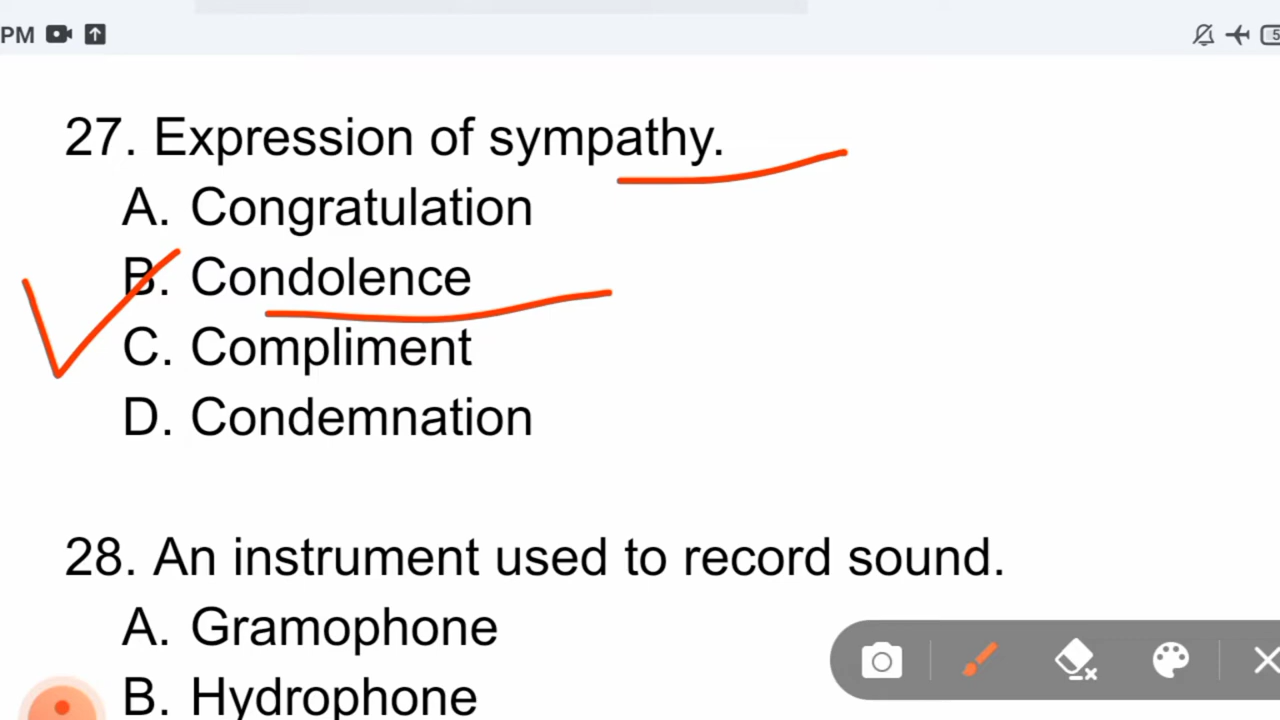 PM
27. Expression of sympathy.
A. Congratulation
B. Condolence
C. Compliment
D. Condemnation
28. An instrument used to record sound.
A. Gramophone
B. Hydrophone